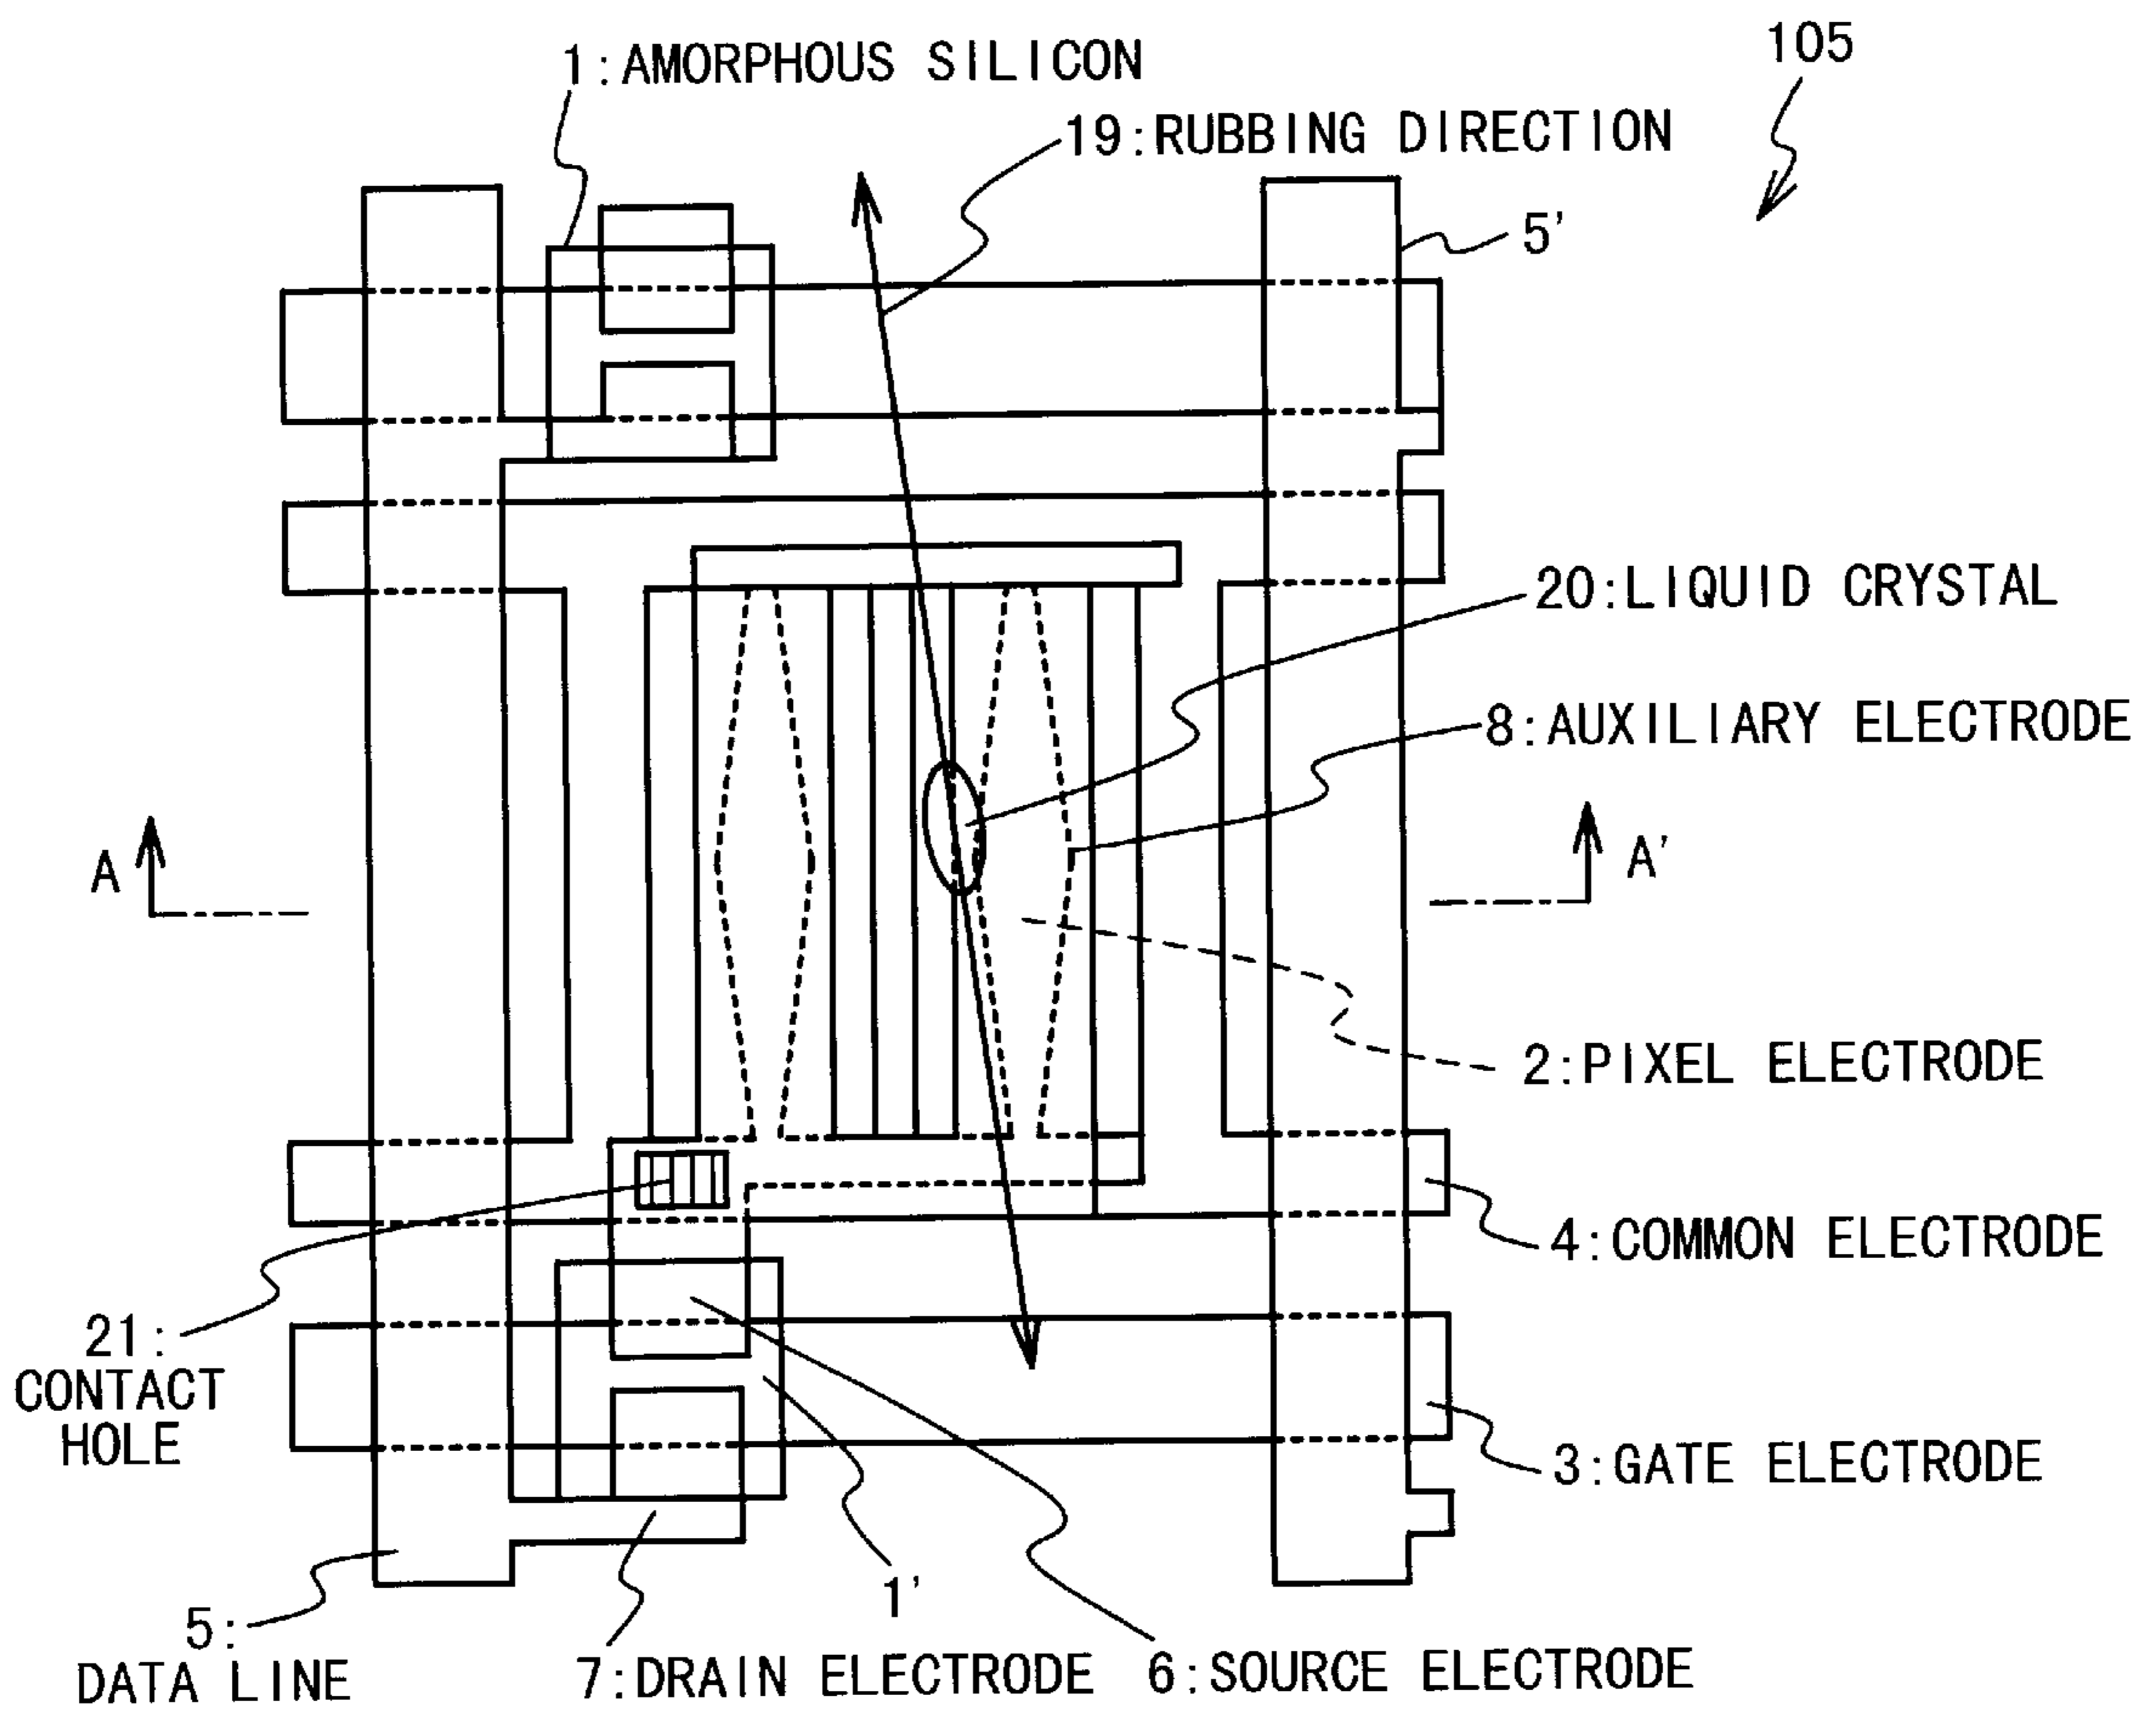 105
1:AMORPHOUS SILICON
19:RUBBING DIRECTION
5'
20:LIQUID CRYSTAL
8:AUXILIARY ELECTRODE
A
A'
2:PIXEL ELECTRODE
4:COMMON ELECTRODE
21:
CONTACT
HOLE
3:GATE ELECTRODE
1'
5:
DATA LINE
7:DRAIN ELECTRODE
6:SOURCE ELECTRODE